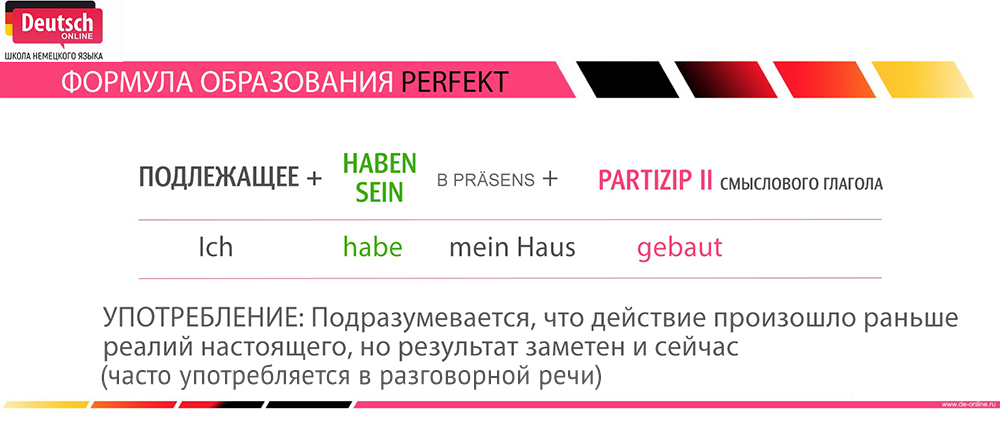 Deutsch
ONLINE
ШКОЛА НЕМЕЦКОГО ЯЗЫКА
ФОРМУЛА ОБРАЗОВАНИЯ PERFEKT
ПОДЛЕЖАЩЕЕ + HABEN SEIN В PRÄSENS + PARTIZIP II СМЫСЛОВОГО ГЛАГОЛА
Ich habe mein Haus gebaut
УПОТРЕБЛЕНИЕ: Подразумевается, что действие произошло раньше
реалий настоящего, но результат заметен и сейчас
(часто употребляется в разговорной речи)
www.de-online.ru